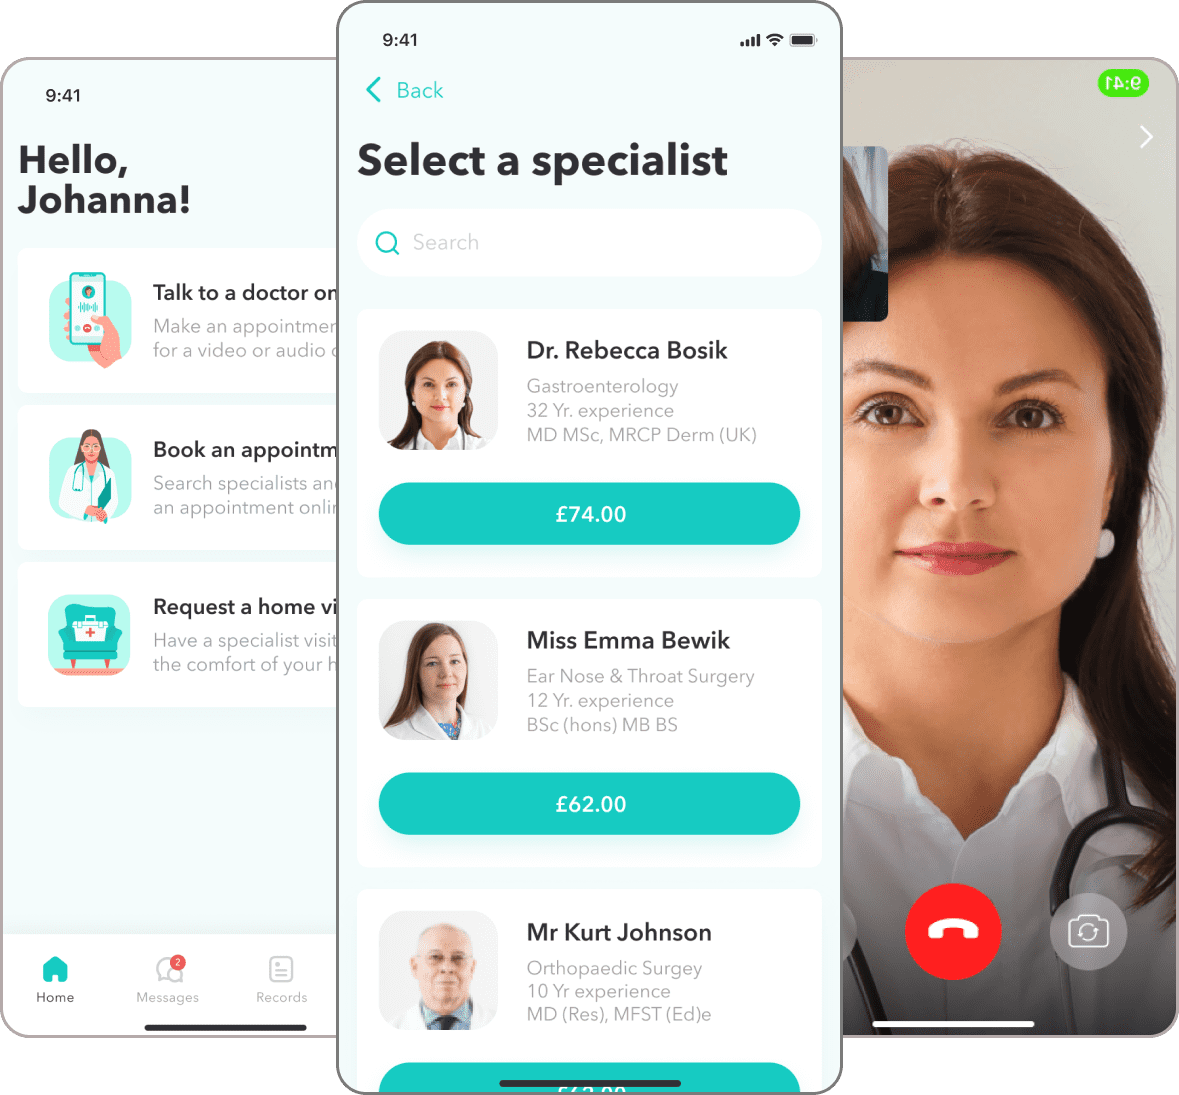 9:41
Hello,
Johanna!
Talk to a doctor on
Make an appointmen
for a video or audio c
Book an appointm
Search specialists an
an appointment onlin
Request a home vi
Have a specialist visit
the comfort of your h
Home
2
Messages
Records
9:41
Back
Select a specialist
Search
Dr. Rebecca Bosik
Gastroenterology
32 Yr. experience
MD MSc, MRCP Derm (UK)
£74.00
Miss Emma Bewik
Ear Nose & Throat Surgery
12 Yr. experience
BSc (hons) MB BS
£62.00
Mr Kurt Johnson
Orthopaedic Surgey
10 Yr experience
MD (Res), MFST (Ed)e
9:41